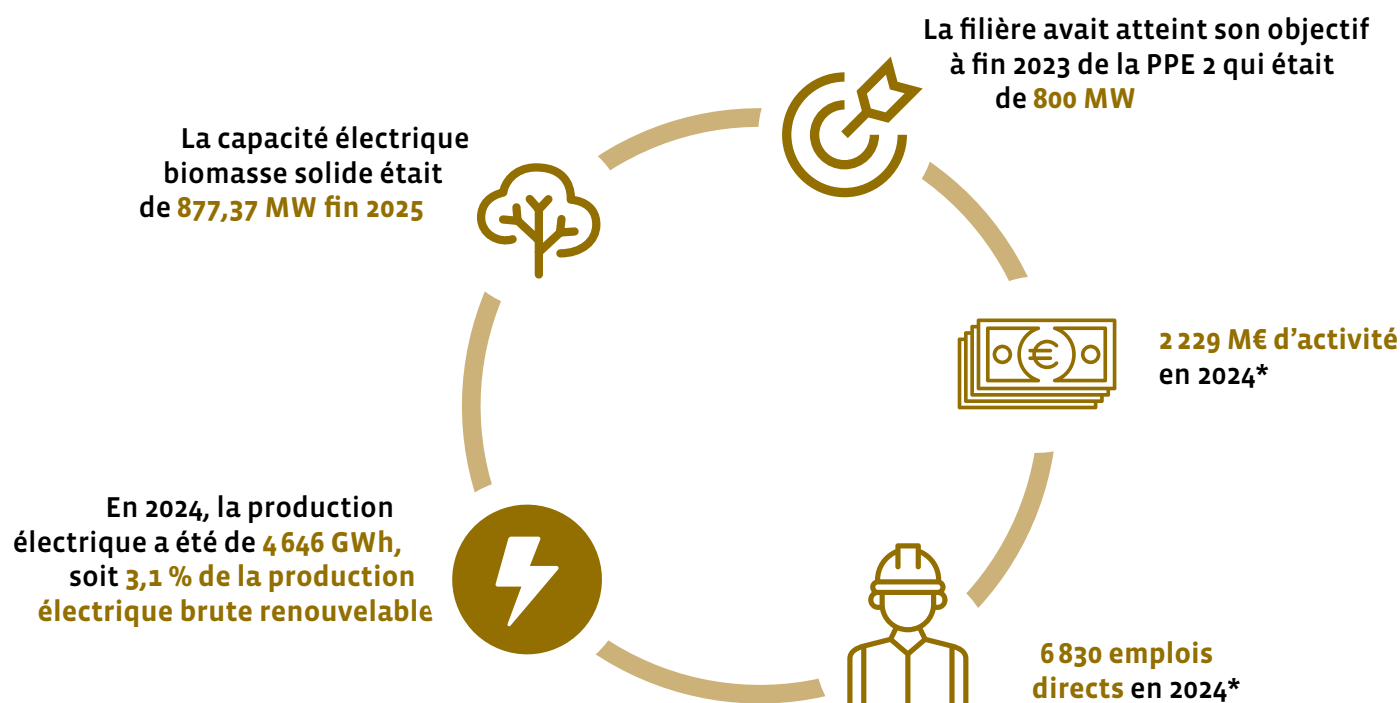 La filière avait atteint son objectif
à fin 2023 de la PPE 2 qui était
de 800 MW
La capacité électrique
biomasse solide était
de 877,37 MW fin 2025
2 229 M€ d’activité
en 2024*
En 2024, la production
électrique a été de 4 646 GWh,
soit 3,1 % de la production
électrique brute renouvelable
6 830 emplois
directs en 2024*